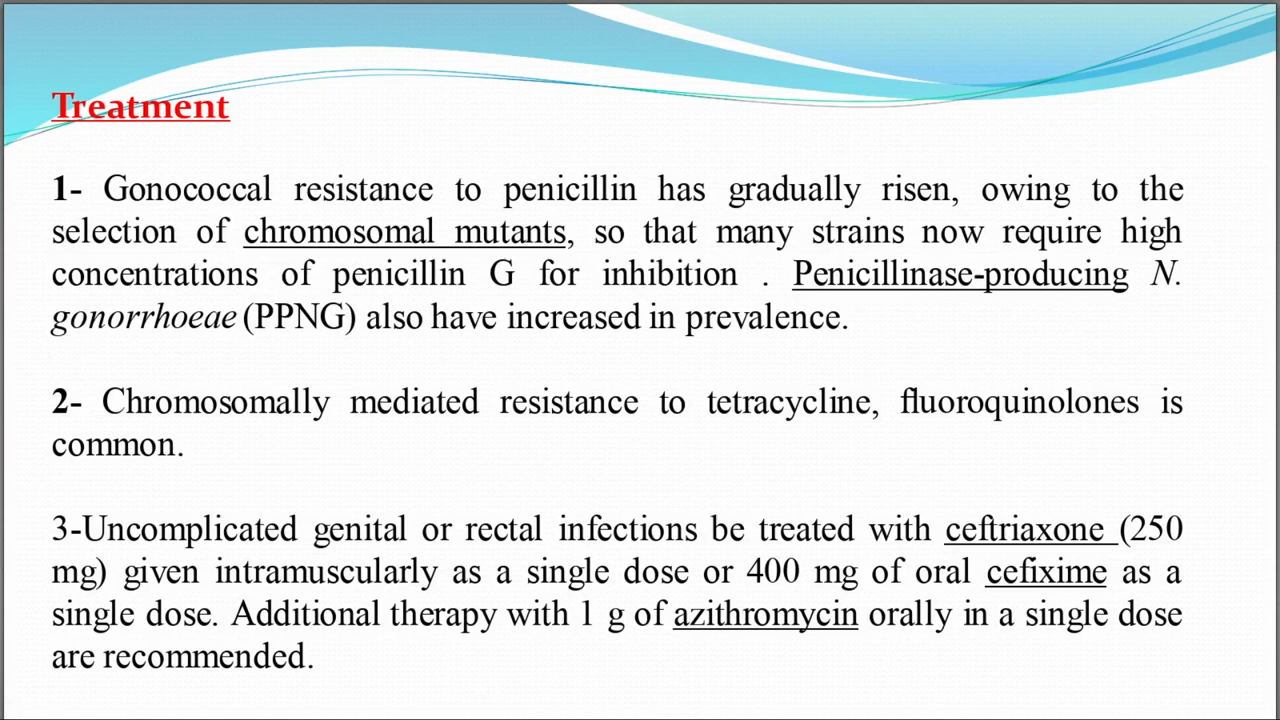 Treatment
1- Gonococcal resistance to penicillin has gradually risen, owing to the
selection of chromosomal mutants, so that many strains now require high
concentrations of penicillin G for inhibition . Penicillinase-producing N.
gonorrhoeae (PPNG) also have increased in prevalence.
2- Chromosomally mediated resistance to tetracycline, fluoroquinolones is
common.
3-Uncomplicated genital or rectal infections be treated with ceftriaxone (250
mg) given intramuscularly as a single dose or 400 mg of oral cefixime as a
single dose. Additional therapy with 1 g of azithromycin orally in a single dose
are recommended.